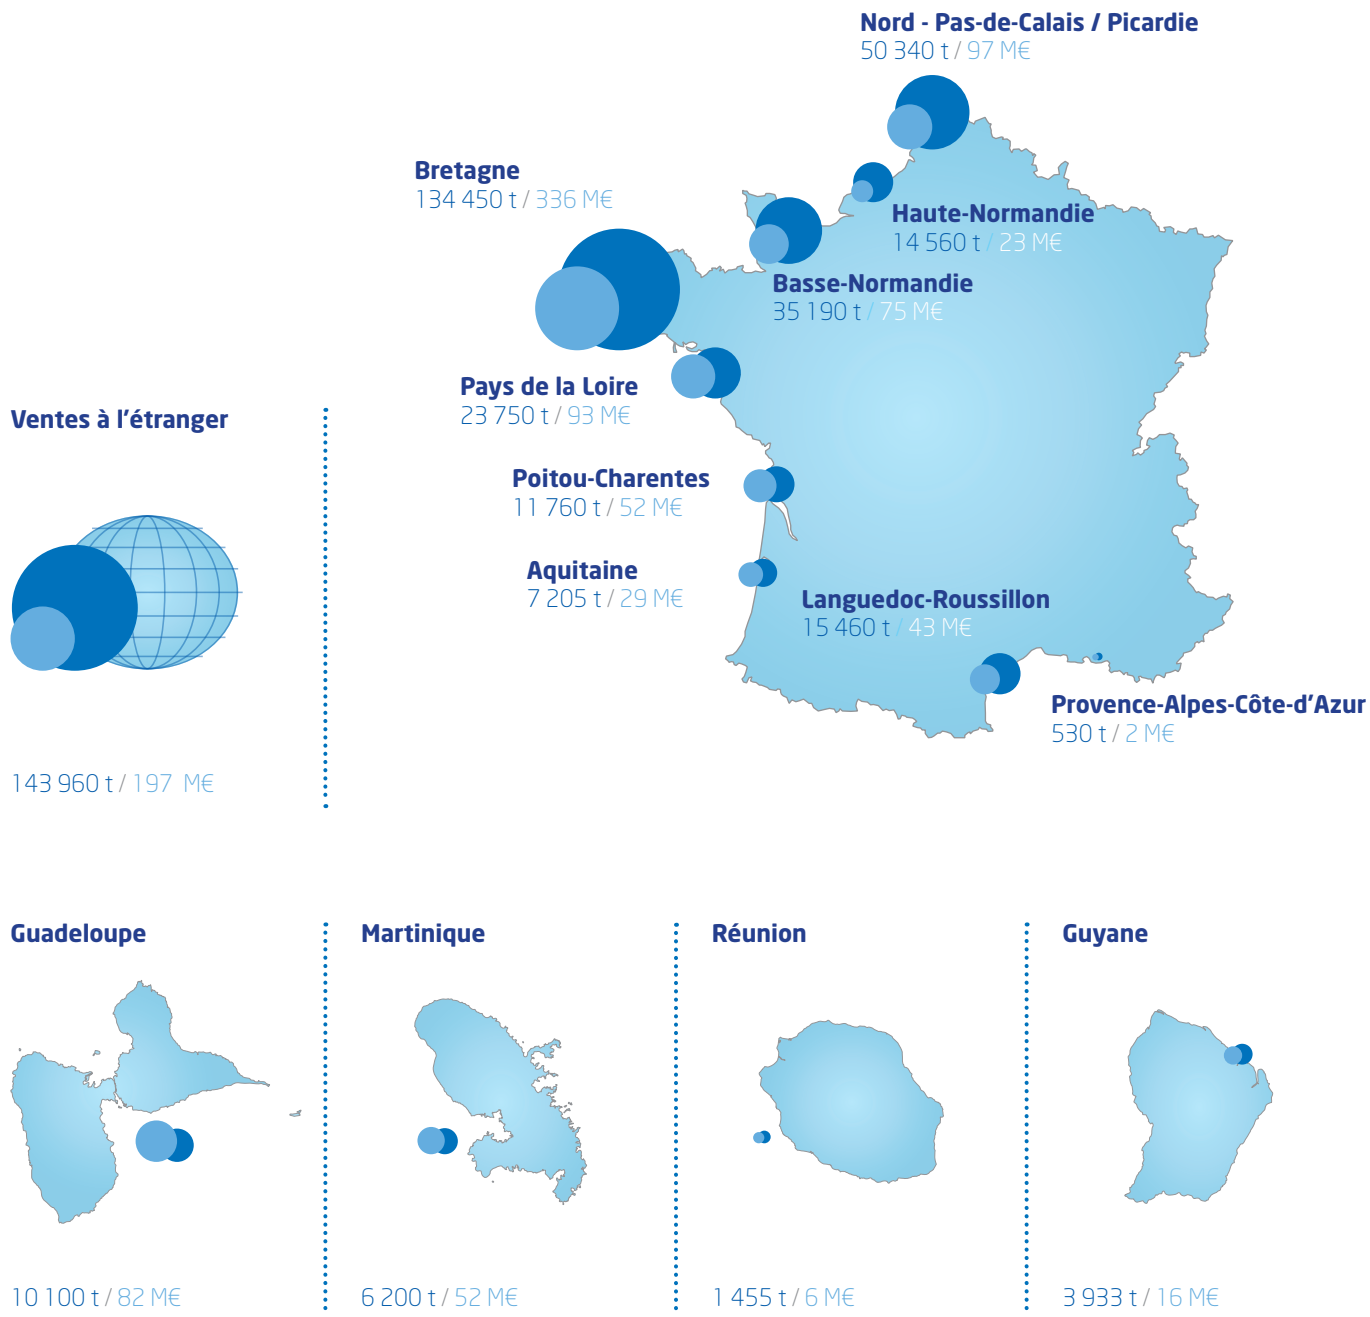 Nord - Pas-de-Calais / Picardie
50 340 t / 97 M€
Bretagne
134 450 t / 336 M€
Haute-Normandie
14 560 t / 23 M€
Basse-Normandie
35 190 t / 75 M€
Pays de la Loire
23 750 t / 93 M€
Ventes à l'étranger
Poitou-Charentes
11 760 t / 52 M€
Aquitaine
7 205 t / 29 M€
Languedoc-Roussillon
15 460 t / 43 M€
Provence-Alpes-Côte-d'Azur
530 t / 2 M€
143 960 t / 197 M€
Guadeloupe
Martinique
Réunion
Guyane
10 100 t / 82 M€
6 200 t / 52 M€
1 455 t / 6 M€
3 933 t / 16 M€